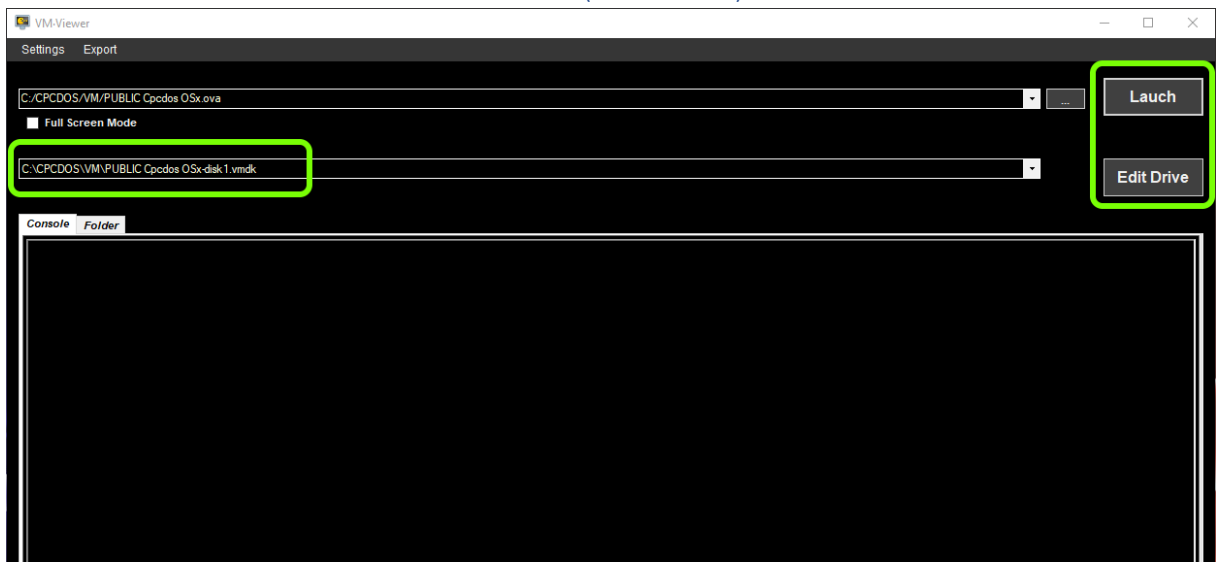 VM-Viewer
Settings Export
C:/CPCDOS/VM/PUBLIC Cpcdos OSx.ova
...
Lauch
Full Screen Mode
C:\CPCDOS\VM\PUBLIC Cpcdos OSx-disk1.vmdk
Edit Drive
Console Folder